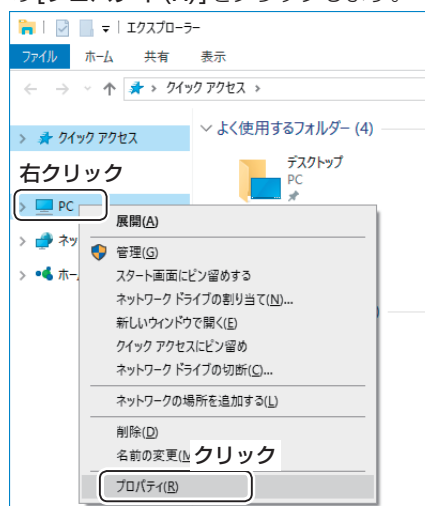 エクスプローラー
ファイル ホーム 共有 表示
クイック アクセス
クイック アクセス
よく使用するフォルダー (4)
デスクトップ
PC
右クリック
PC
ネッ
ホー
展開(A)
管理(G)
スタート画面にピン留めする
ネットワーク ドライブの割り当て(N)...
新しいウィンドウで開く(E)
クイック アクセスにピン留め
ネットワーク ドライブの切断(C)...
ネットワークの場所を追加する(L)
削除(D)
名前の変更(M
クリック
プロパティ(R)